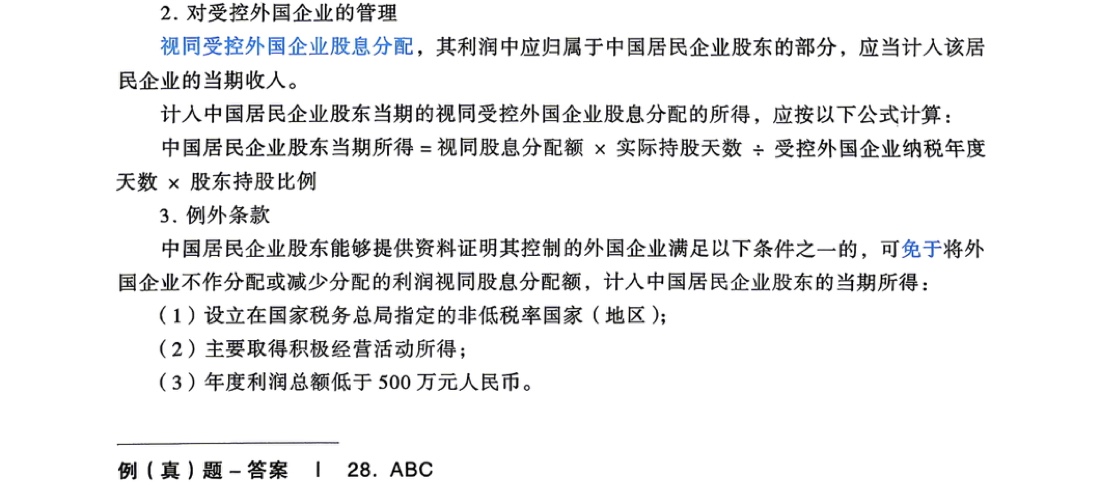 2. 对受控外国企业的管理
视同受控外国企业股息分配，其利润中应归属于中国居民企业股东的部分，应当计入该居
民企业的当期收人。
计入中国居民企业股东当期的视同受控外国企业股息分配的所得，应按以下公式计算：
中国居民企业股东当期所得＝视同股息分配额 × 实际持股天数 ÷ 受控外国企业纳税年度
天数 × 股东持股比例
3. 例外条款
中国居民企业股东能够提供资料证明其控制的外国企业满足以下条件之一的，可免于将外
国企业不作分配或减少分配的利润视同股息分配额，计入中国居民企业股东的当期所得：
（1）设立在国家税务总局指定的非低税率国家（地区）；
（2）主要取得积极经营活动所得；
（3）年度利润总额低于 500 万元人民币。
例（真）题－答案 | 28. ABC